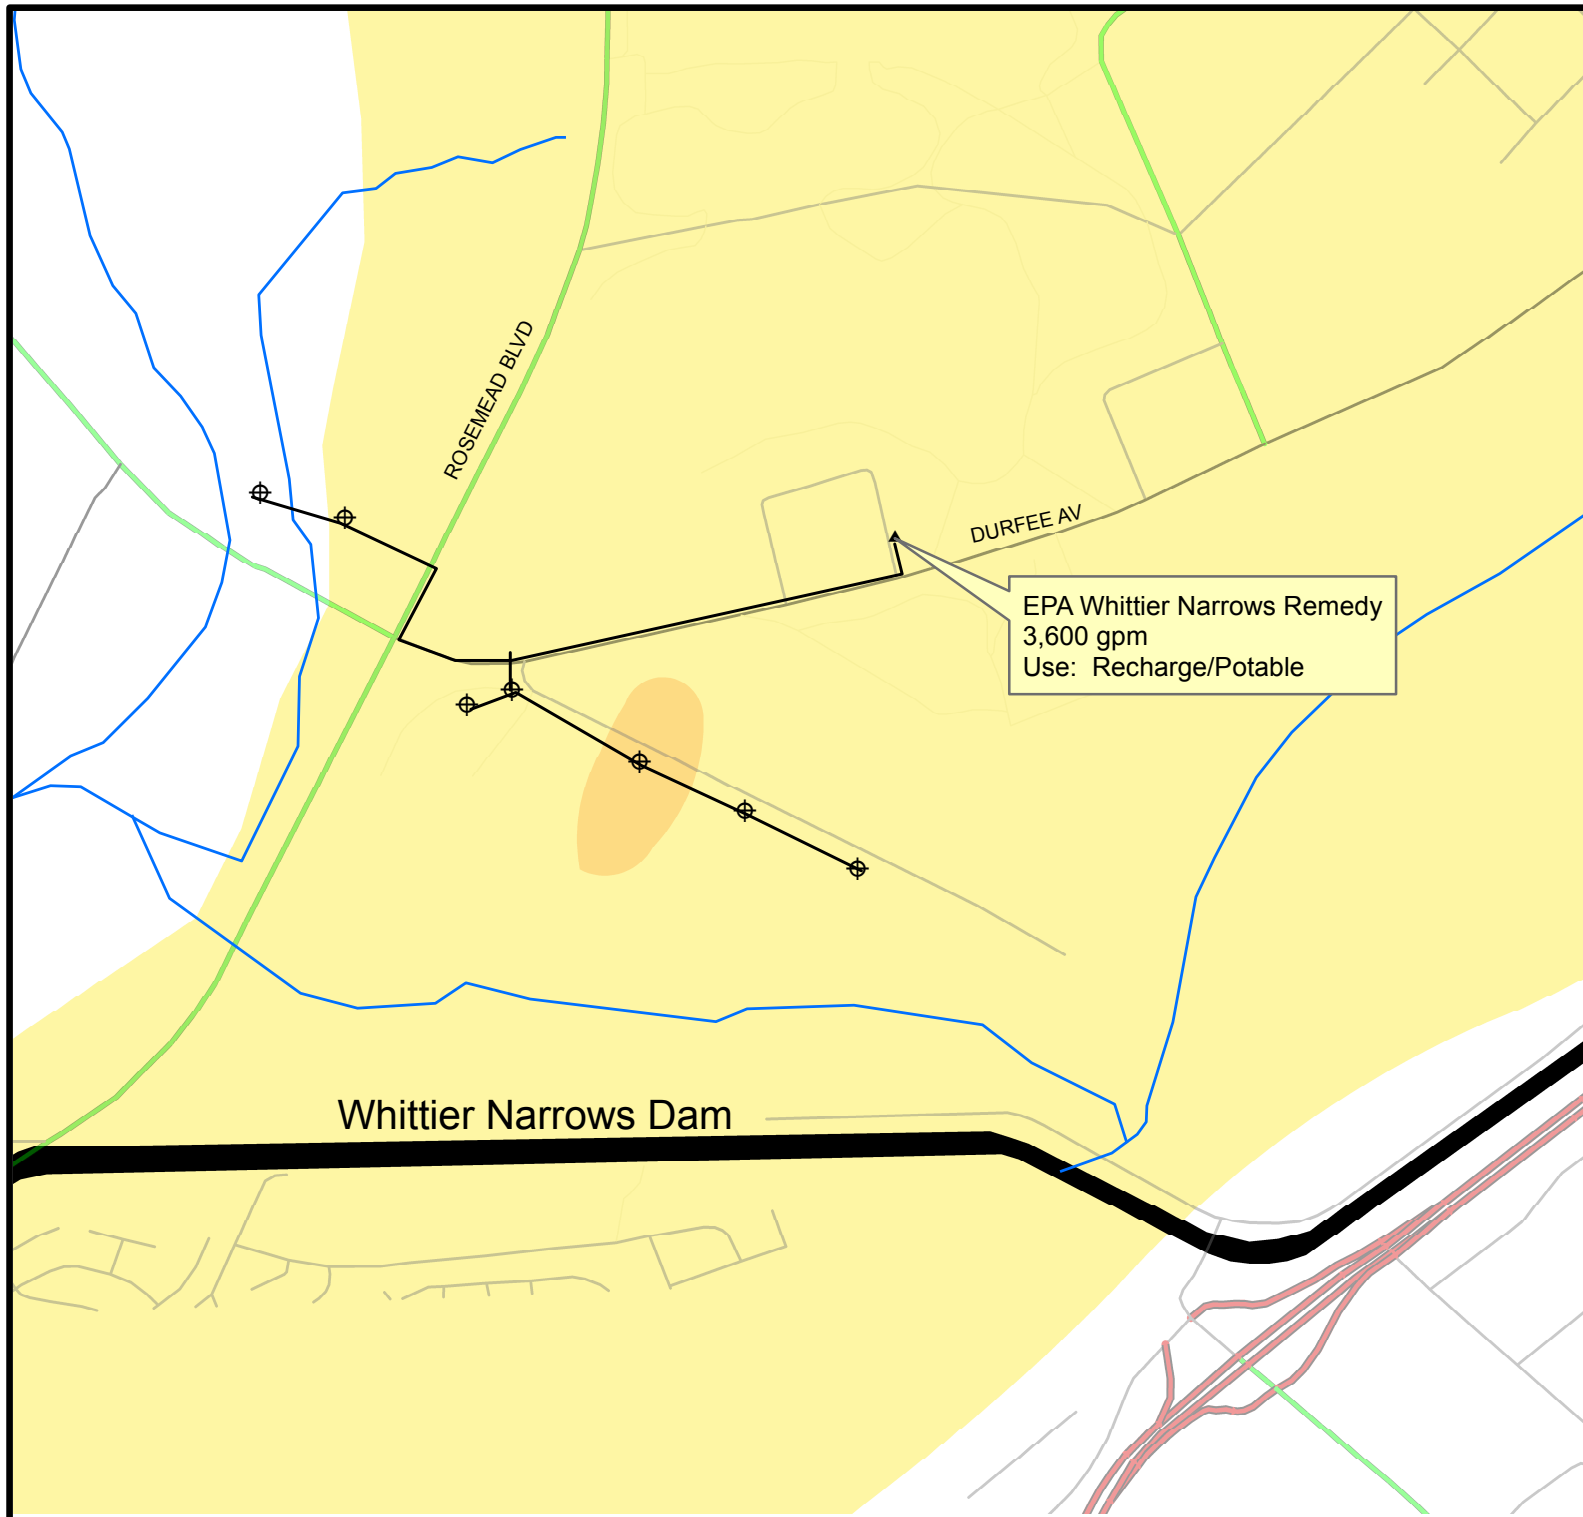 ROSEMEAD BLVD
DURFEE AV
EPA Whittier Narrows Remedy
3,600 gpm
Use: Recharge/Potable
Whittier Narrows Dam